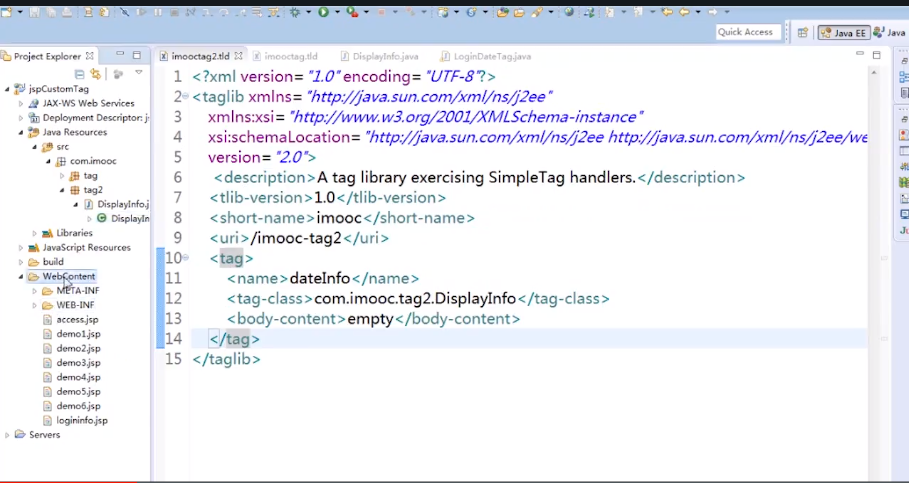 Quick Access
Java EE
Java
Project Explorer
jspCustomTag
JAX-WS Web Services
Deployment Descriptor: j
Java Resources
src
com.imooc
tag
tag2
DisplayInfo.j
DisplayIn
Libraries
JavaScript Resources
build
WebContent
META-INF
WEB-INF
access.jsp
demo1.jsp
demo2.jsp
demo3.jsp
demo4.jsp
demo5.jsp
demo6.jsp
logininfo.jsp
Servers
imooctag2.tld
imooctag.tld
DisplayInfo.java
LoginDateTag.java
1 <?xml version="1.0" encoding="UTF-8"?>
2 <taglib xmlns="http://java.sun.com/xml/ns/j2ee"
3 xmlns:xsi="http://www.w3.org/2001/XMLSchema-instance"
4 xsi:schemaLocation="http://java.sun.com/xml/ns/j2ee http://java.sun.com/xml/ns/j2ee/we
5 version="2.0">
6 <description>A tag library exercising SimpleTag handlers.</description>
7 <tlib-version>1.0</tlib-version>
8 <short-name>imooc</short-name>
9 <uri>/imooc-tag2</uri>
10 <tag>
11 <name>dateInfo</name>
12 <tag-class>com.imooc.tag2.DisplayInfo</tag-class>
13 <body-content>empty</body-content>
14 </tag>
15 </taglib>